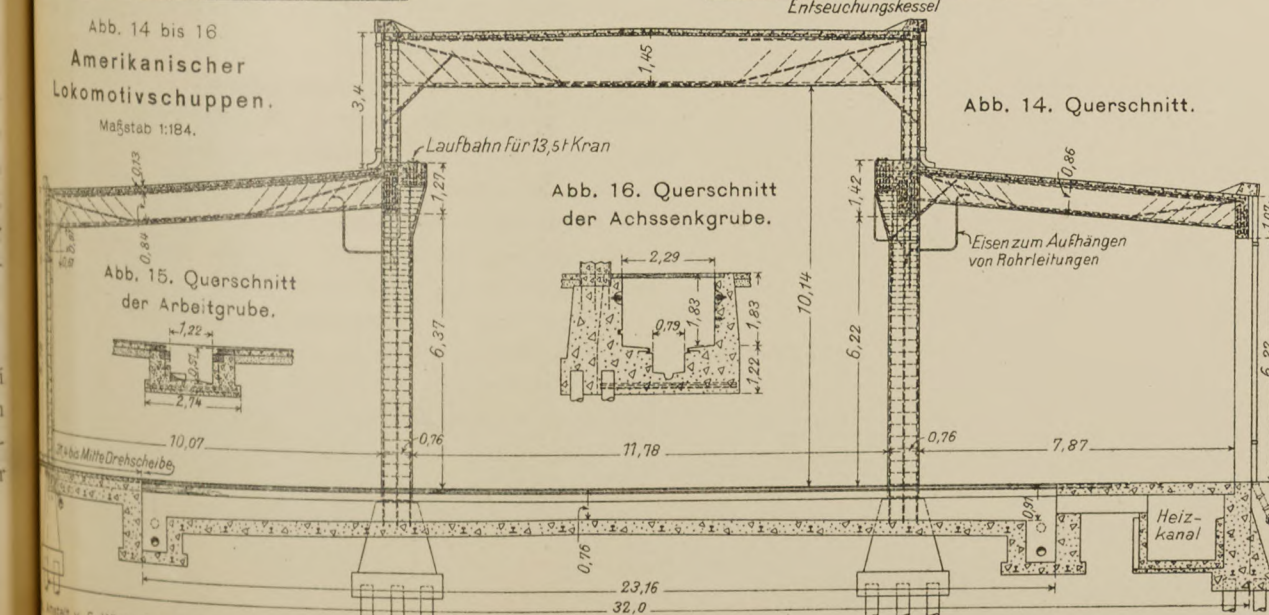 Entseuchungskessel
Abb. 14 bis 16
Amerikanischer
Lokomotivschuppen.
Maßstab 1:184.
Abb. 14. Querschnitt.
3,4
1,45
Laufbahn für 13,5 t Kran
0,13
1,27
1,42
0,86
Abb. 16. Querschnitt
der Achssenkgrube.
0,84
Eisen zum Aufhängen
von Rohrleitungen
Abb. 15. Querschnitt
der Arbeitgrube.
2,29
1,83
1,83
0,79
1,22
10,14
1,22
2,74
6,37
6,22
10,07
0,76
11,78
0,76
7,87
bis Mitte Drehscheibe
0,91
Heiz-
kanal
0,76
23,16
32,0